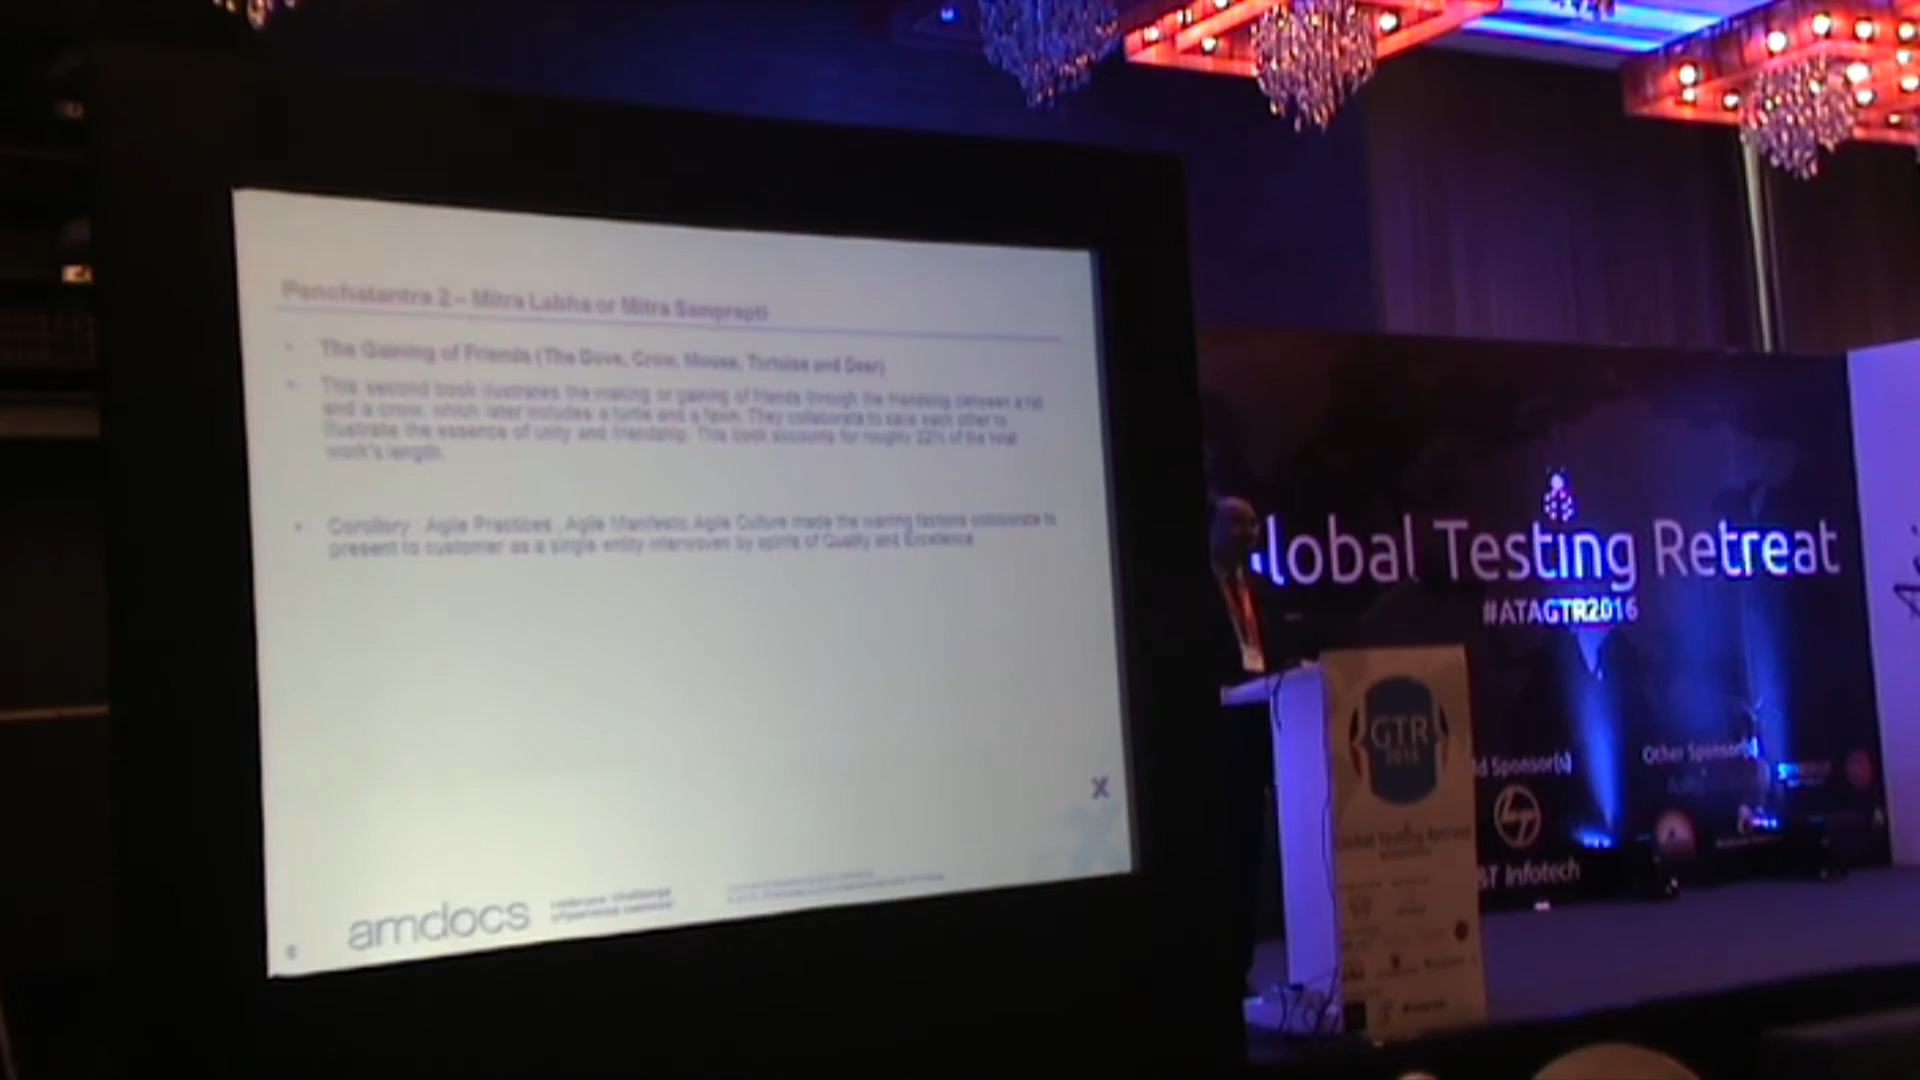 Panchatantra 2 – Mitra Labha or Mitra Samprapti
• The Gaining of Friends (The Dove, Crow, Mouse, Tortoise and Deer)
• This second book illustrates the making or gaining of friends through the friendship between a rat
and a crow, which later includes a turtle and a fawn. They collaborate to save each other to
illustrate the essence of unity and friendship. This book accounts for roughly 22% of the total
work's length.
• Corollary : Agile Practices , Agile Manifesto, Agile Culture made the warring factions collaborate to
present to customer as a single entity interwoven by spirits of Quality and Excellence
amdocs
6
lobal Testing Retreat
#ATAGTR2016
GTR
2016
Global Testing Retreat
d Sponsor(s)
Other Sponsor(s)
&T Infotech